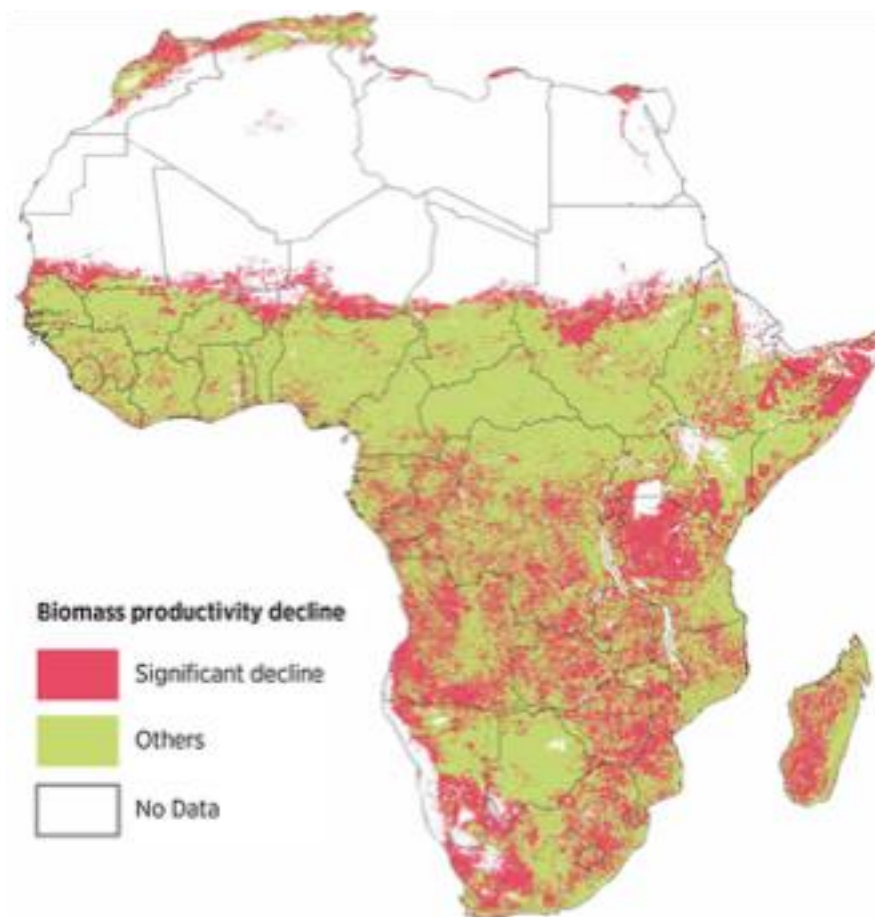 Biomass productivity decline
Significant decline
Others
No Data